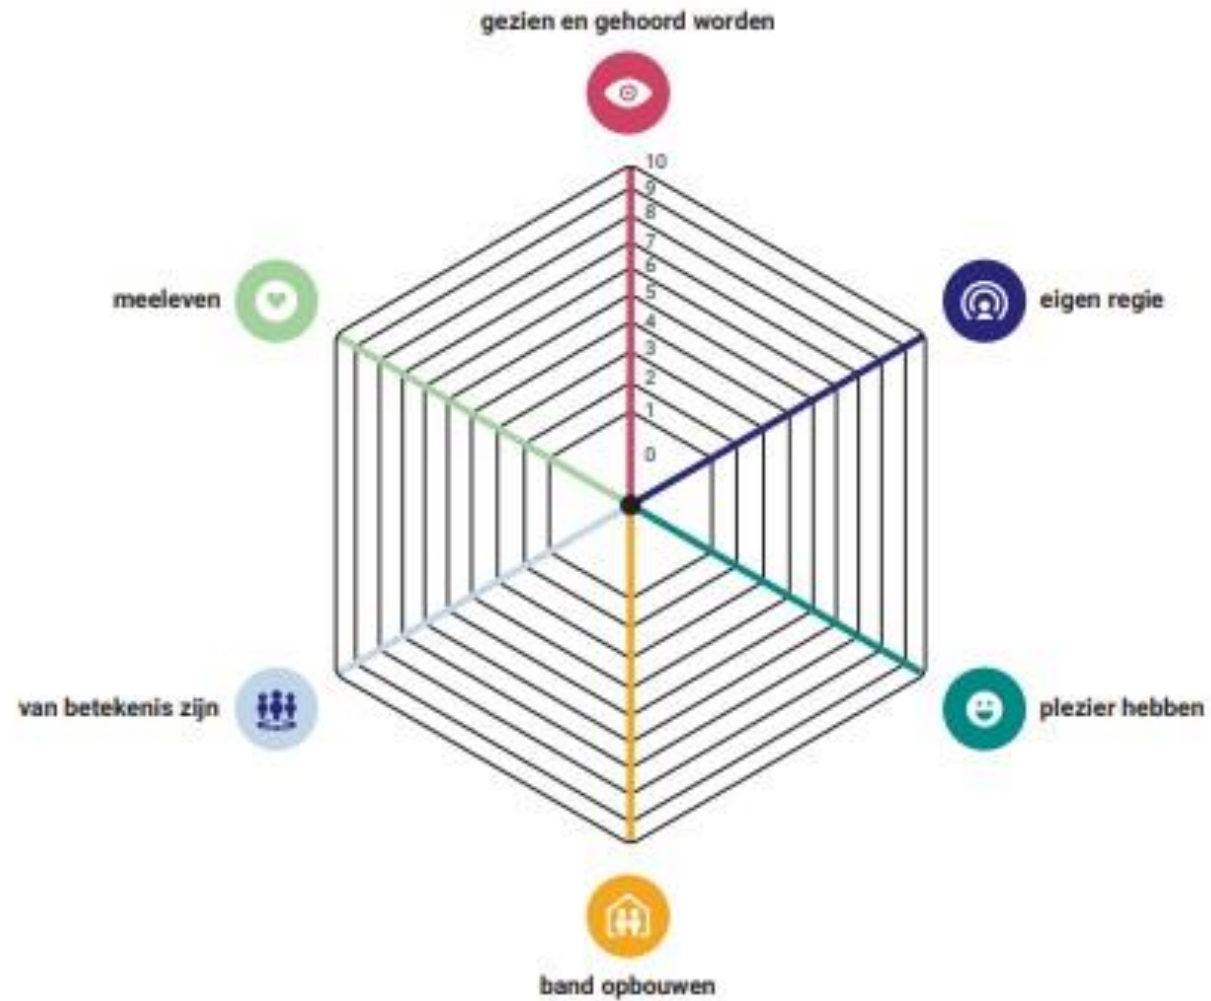 gezien en gehoord worden
10
9
8
7
6
5
4
3
2
1
0
meeleven
eigen regie
van betekenis zijn
plezier hebben
band opbouwen